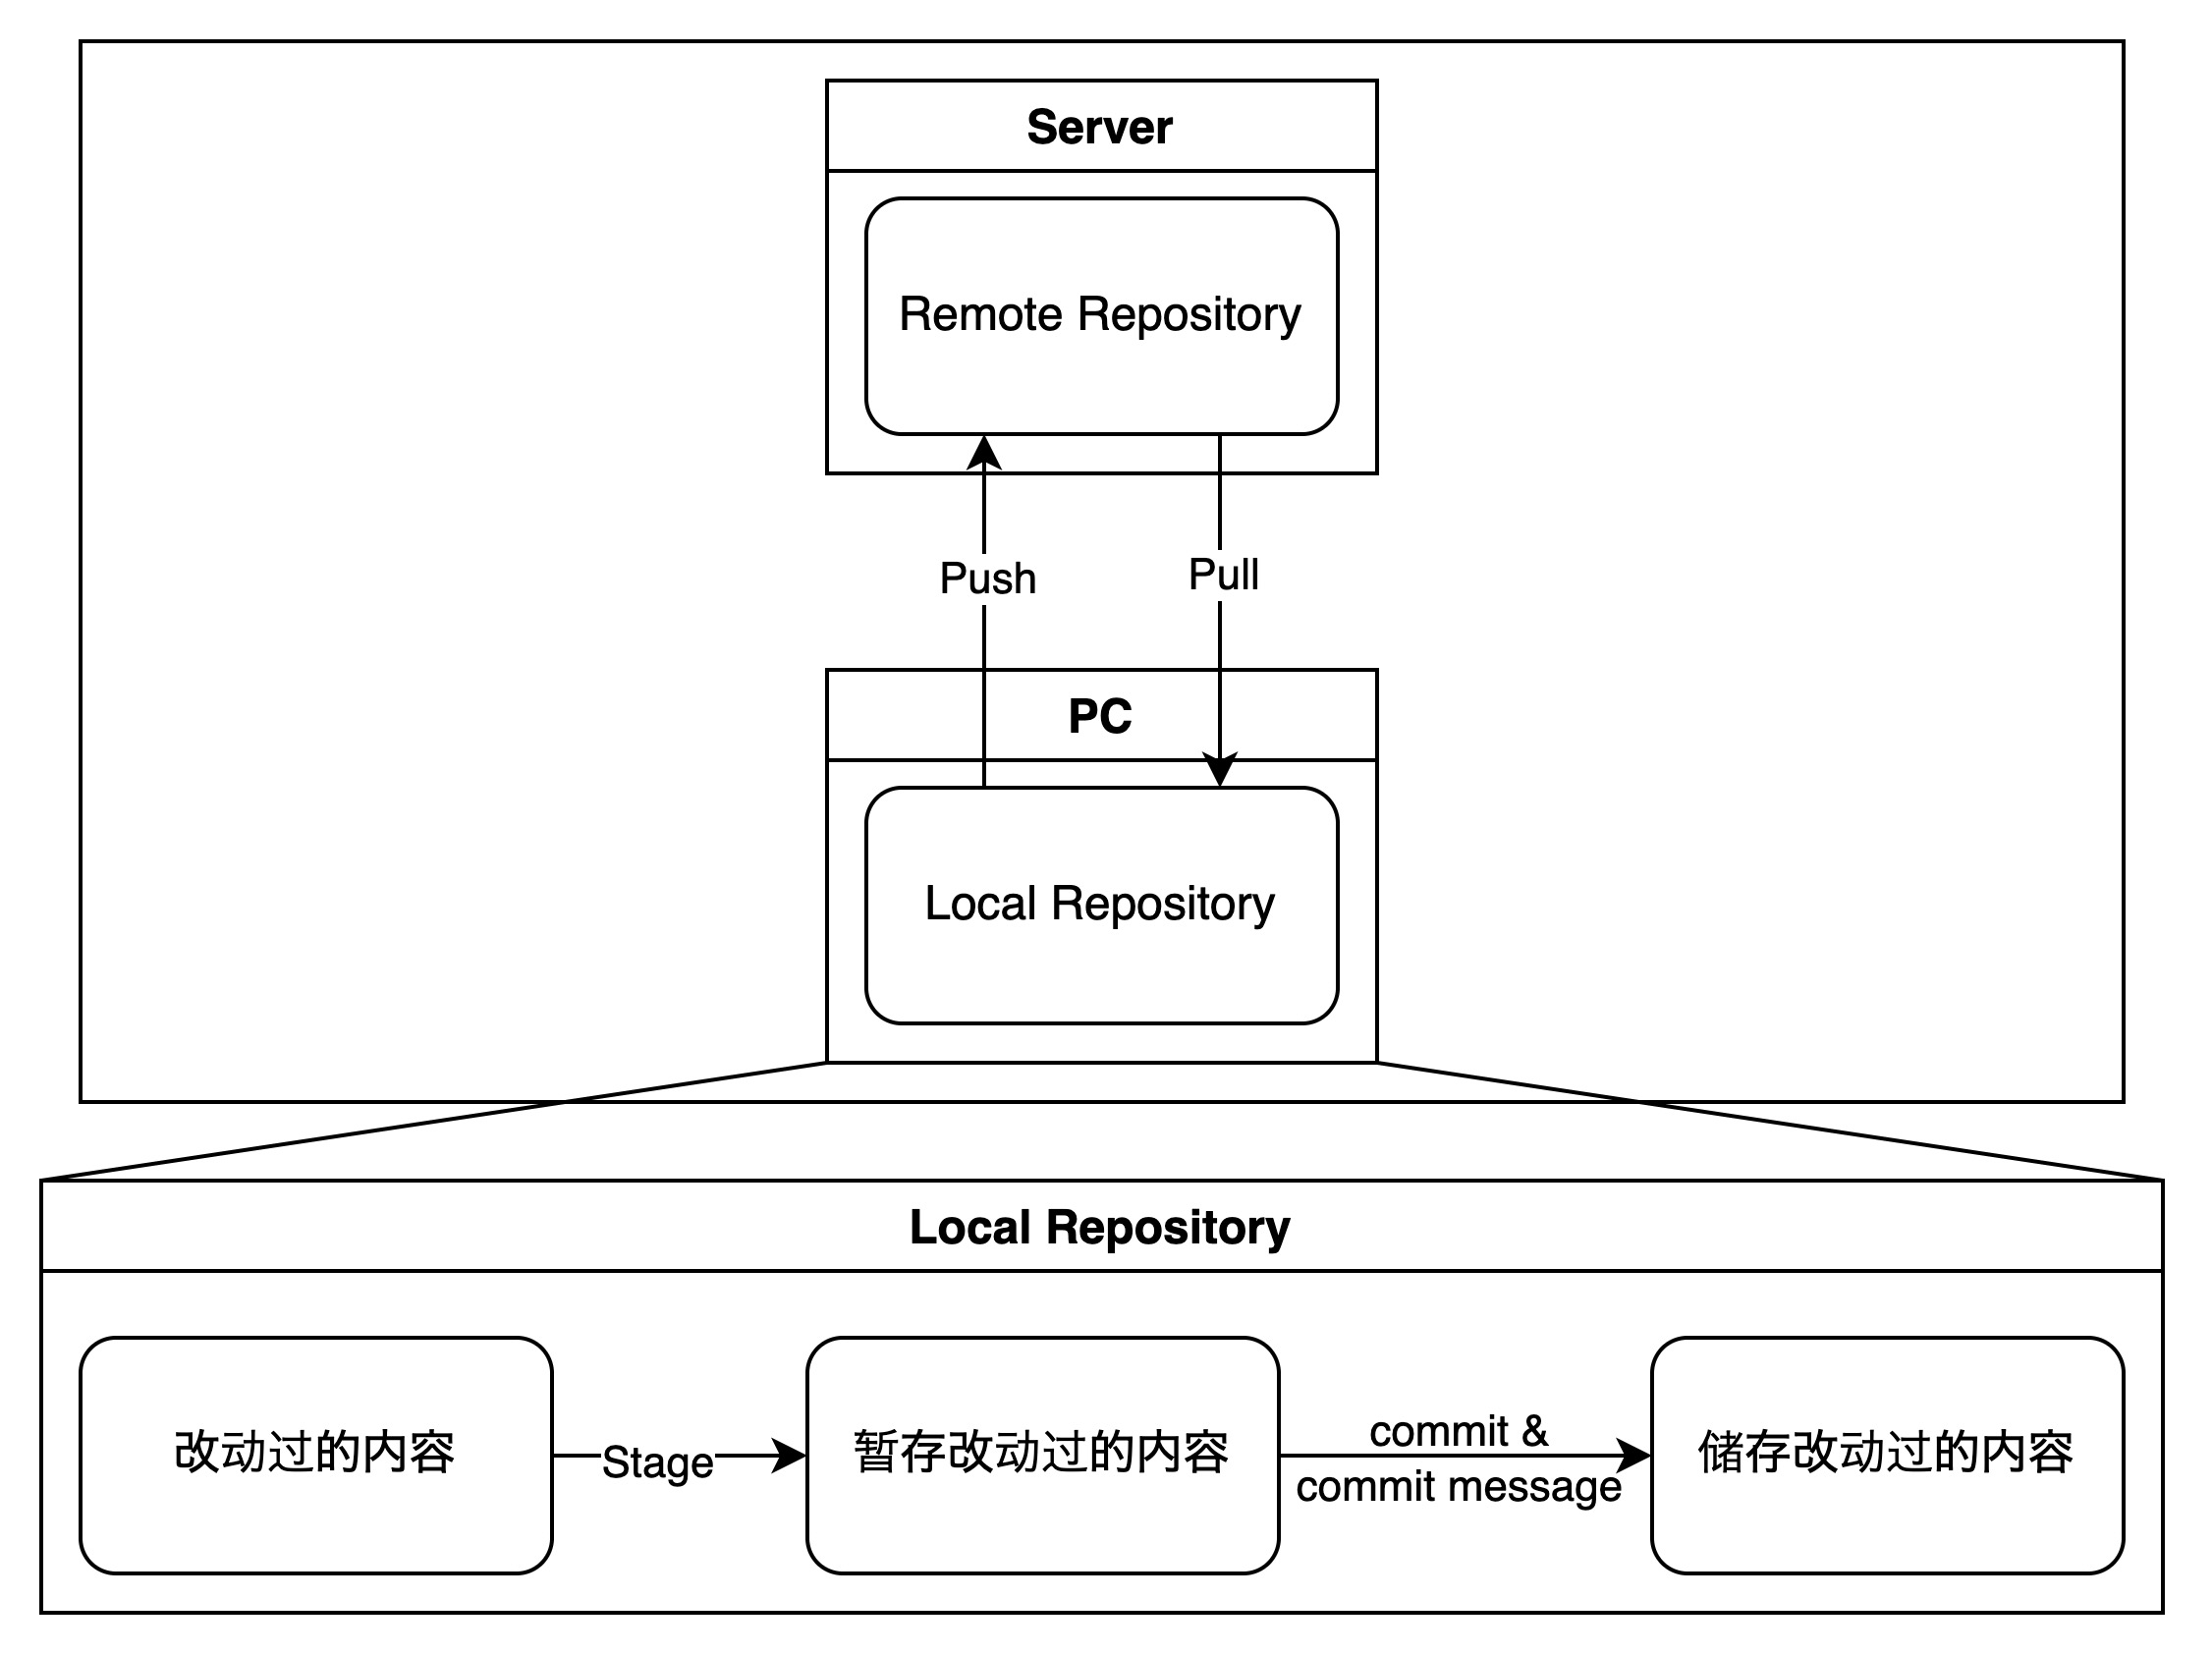 Server
Remote Repository
Push
Pull
PC
Local Repository
Local Repository
改动过的内容
Stage
暂存改动过的内容
commit &
commit message
储存改动过的内容